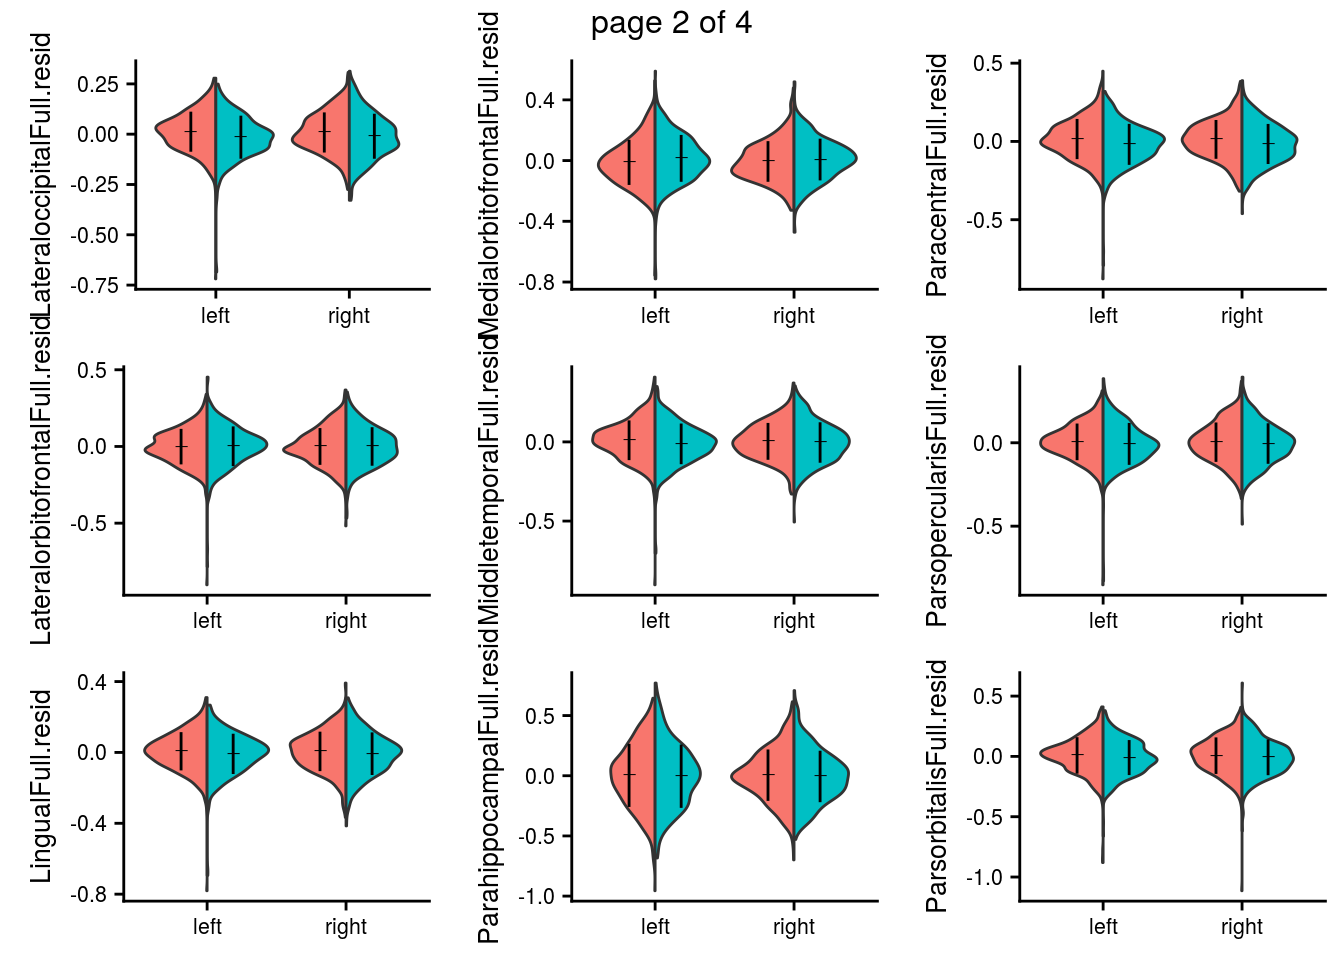 page 2 of 4
LateraloccipitalFull.resid
0.25
0.00
-0.25
-0.50
-0.75
left right
MedialorbitofrontalFull.resid
0.4
0.0
-0.4
-0.8
left right
ParacentralFull.resid
0.5
0.0
-0.5
left right
LateralorbitofrontalFull.resid
0.5
0.0
-0.5
left right
MiddletemporalFull.resid
0.0
-0.5
left right
ParsopercularisFull.resid
0.0
-0.5
left right
LingualFull.resid
0.4
0.0
-0.4
-0.8
left right
ParahippocampalFull.resid
0.5
0.0
-0.5
-1.0
left right
ParsorbitalisFull.resid
0.5
0.0
-0.5
-1.0
left right